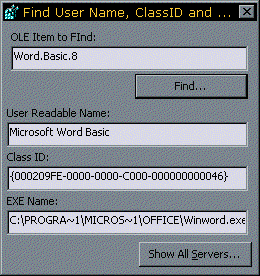 Find User Name, ClassID and ...
OLE Item to Find:
Word.Basic.8
Find...
User Readable Name:
Microsoft Word Basic
Class ID:
{000209FE-0000-0000-C000-000000000046}
EXE Name:
C:\PROGRA~1\MICROS~1\OFFICE\Winword.exe
Show All Servers...